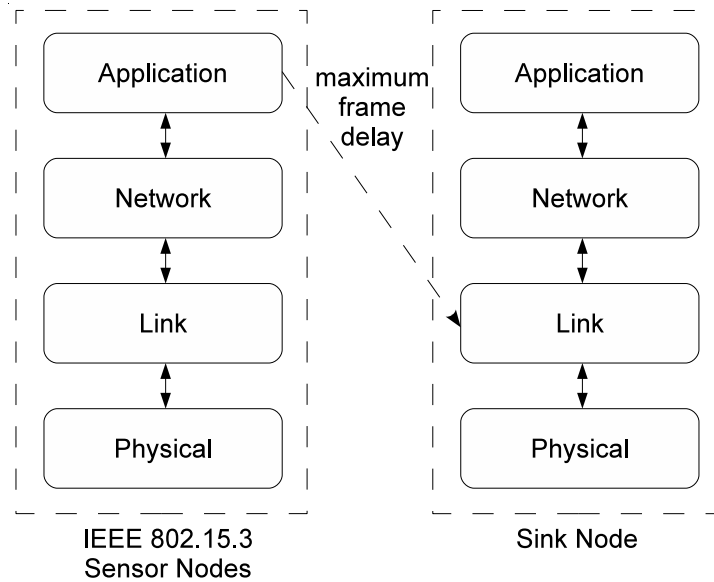 Application
Network
Link
Physical
IEEE 802.15.3
Sensor Nodes
maximum
frame
delay
Application
Network
Link
Physical
Sink Node